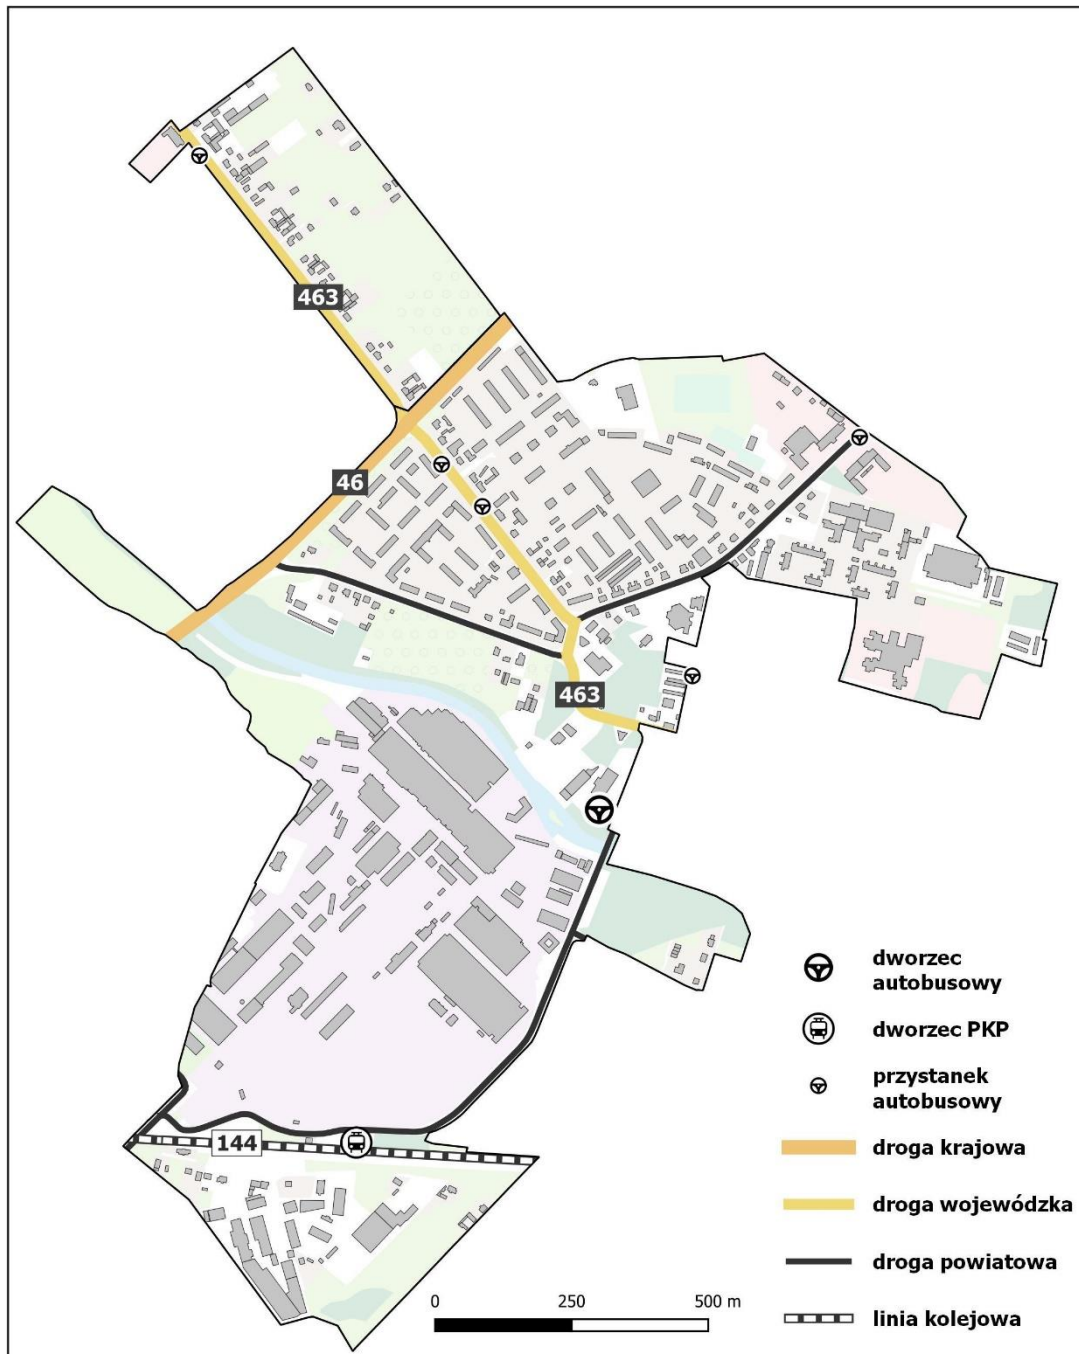 463
46
463
144
dworzec
autobusowy
dworzec PKP
przystanek
autobusowy
droga krajowa
droga wojewódzka
droga powiatowa
linia kolejowa
0 250 500 m